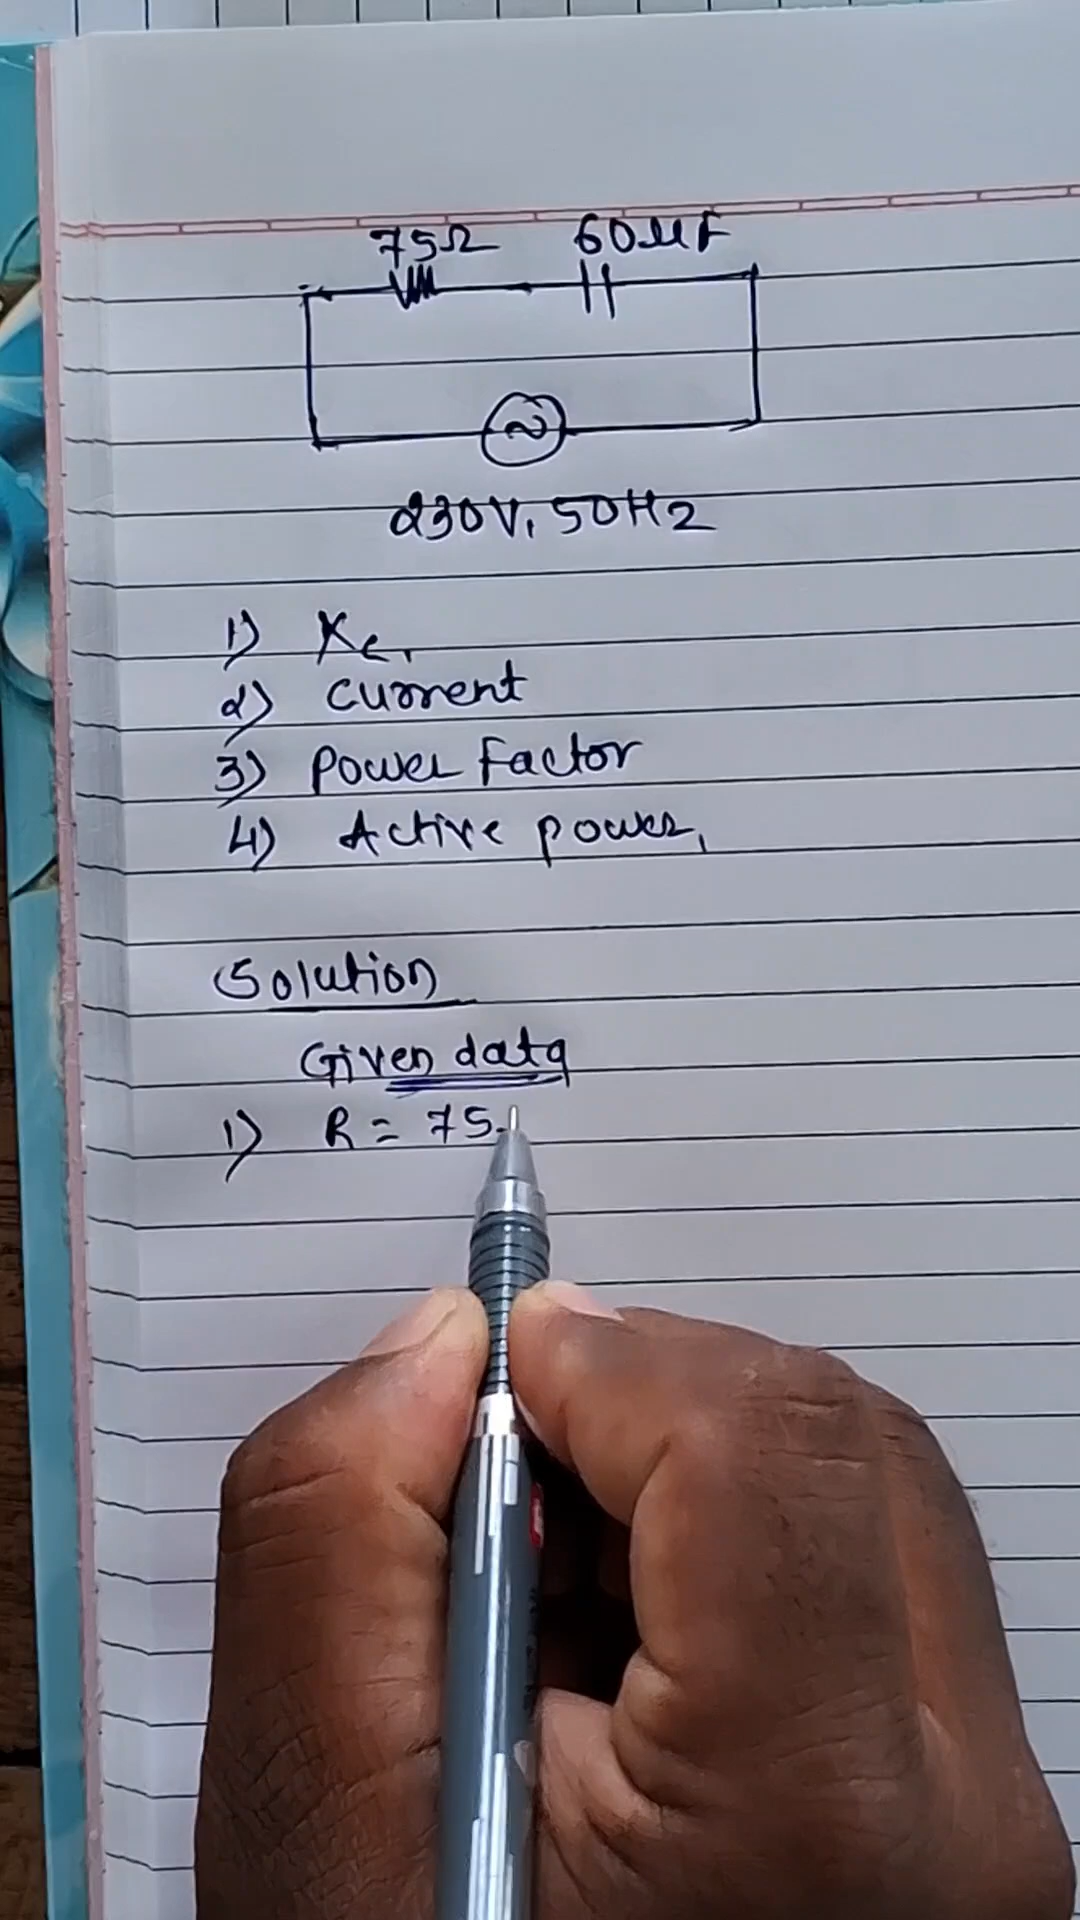 75Ω 60μF
230V, 50Hz
1) Xc,
2) Current
3) Power Factor
4) Active power,
Solution
Given data
1) R = 75